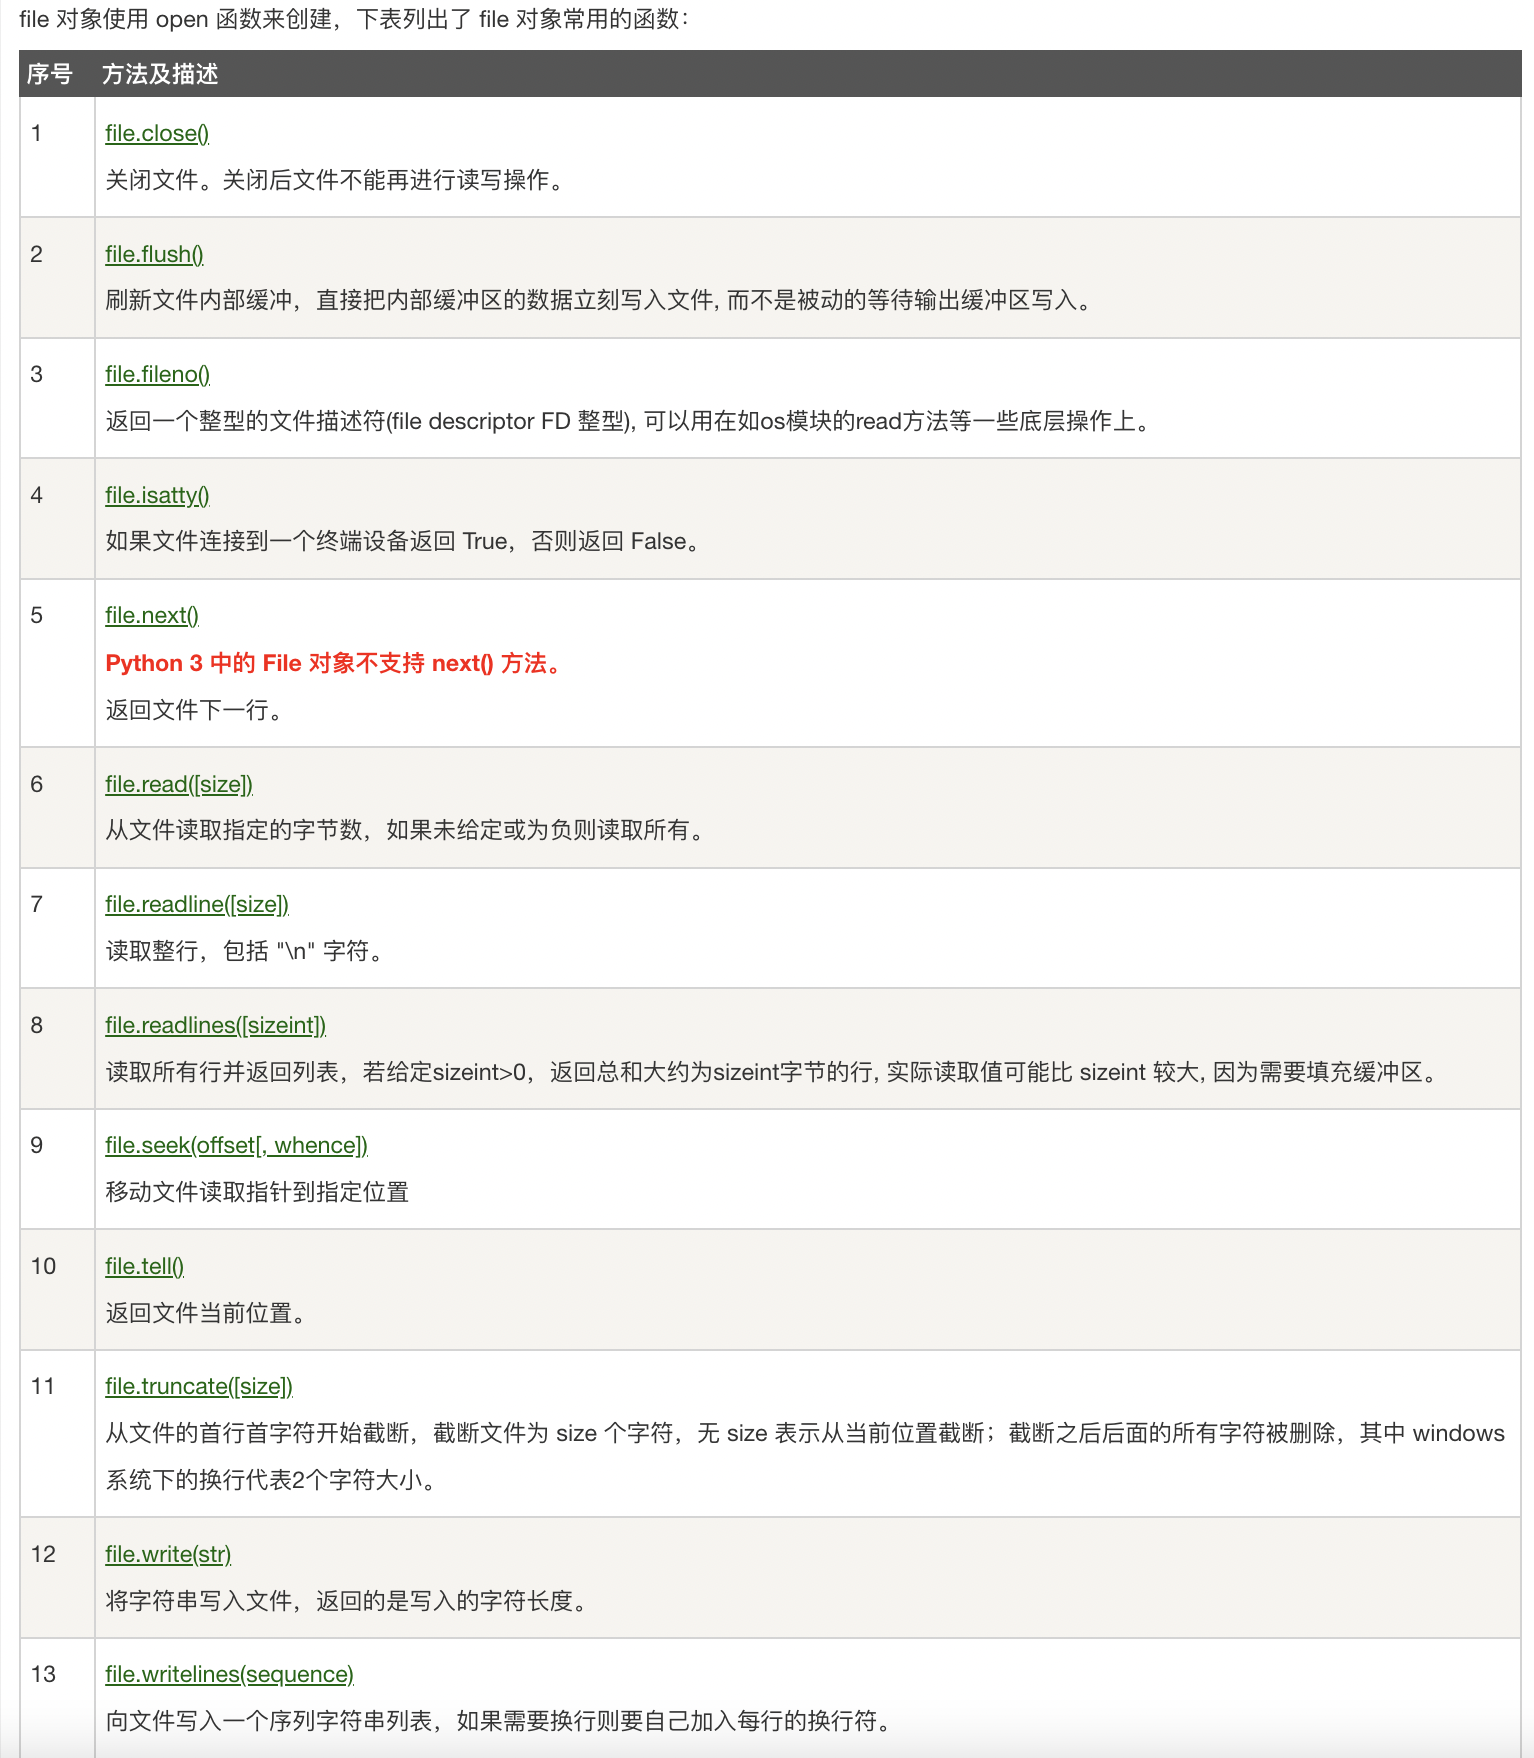 file 对象使用 open 函数来创建，下表列出了 file 对象常用的函数：
序号 方法及描述
1 file.close()
关闭文件。关闭后文件不能再进行读写操作。
2 file.flush()
刷新文件内部缓冲，直接把内部缓冲区的数据立刻写入文件, 而不是被动的等待输出缓冲区写入。
3 file.fileno()
返回一个整型的文件描述符(file descriptor FD 整型), 可以用在如os模块的read方法等一些底层操作上。
4 file.isatty()
如果文件连接到一个终端设备返回 True，否则返回 False。
5 file.next()
Python 3 中的 File 对象不支持 next() 方法。
返回文件下一行。
6 file.read([size])
从文件读取指定的字节数，如果未给定或为负则读取所有。
7 file.readline([size])
读取整行，包括 "\n" 字符。
8 file.readlines([sizeint])
读取所有行并返回列表，若给定sizeint>0，返回总和大约为sizeint字节的行, 实际读取值可能比 sizeint 较大, 因为需要填充缓冲区。
9 file.seek(offset[, whence])
移动文件读取指针到指定位置
10 file.tell()
返回文件当前位置。
11 file.truncate([size])
从文件的首行首字符开始截断，截断文件为 size 个字符，无 size 表示从当前位置截断；截断之后后面的所有字符被删除，其中 windows
系统下的换行代表2个字符大小。
12 file.write(str)
将字符串写入文件，返回的是写入的字符长度。
13 file.writelines(sequence)
向文件写入一个序列字符串列表，如果需要换行则要自己加入每行的换行符。